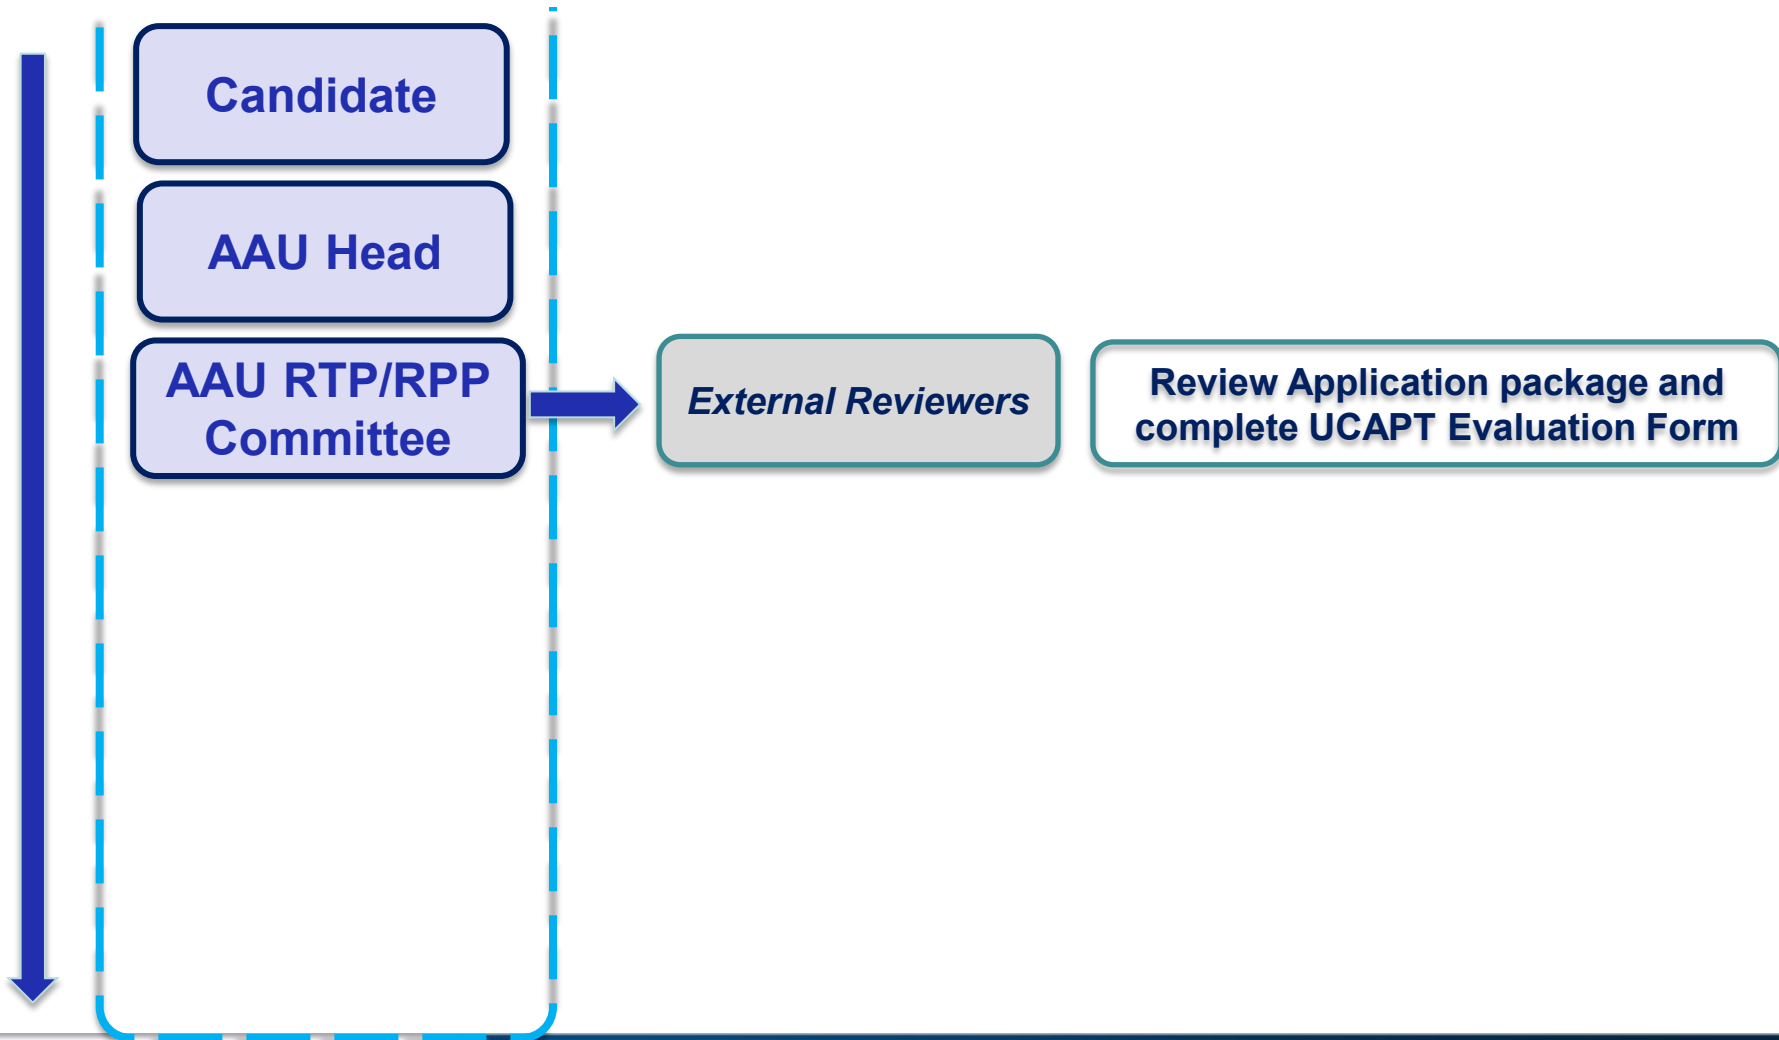 Candidate
AAU Head
AAU RTP/RPP
Committee
External Reviewers
Review Application package and
complete UCAPT Evaluation Form